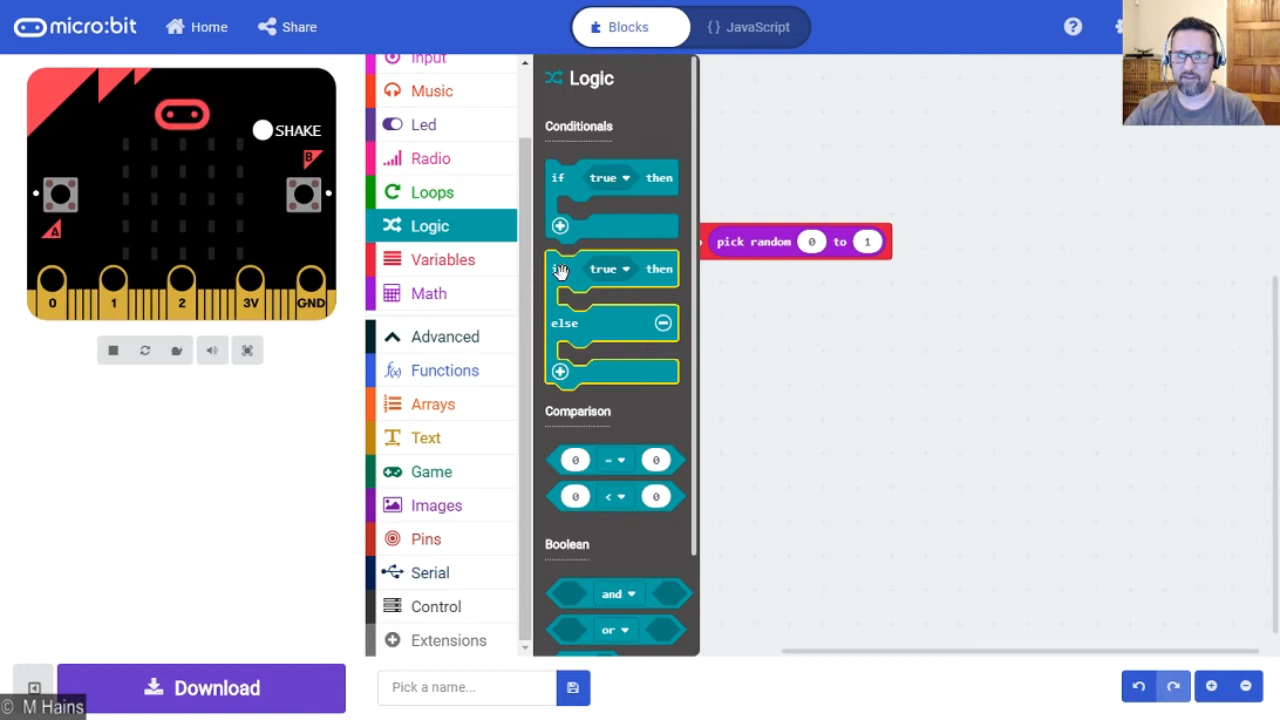 micro:bit
Home
Share
Blocks
{ } JavaScript
?
SHAKE
B
A
0 1 2 3V GND
Input
Music
Led
Radio
Loops
Logic
Variables
Math
Advanced
Functions
Arrays
Text
Game
Images
Pins
Serial
Control
Extensions
Logic
Conditionals
if true then
true then
else
Comparison
0 = 0
0 < 0
Boolean
and
or
pick random 0 to 1
Download
Pick a name...
© M Hains